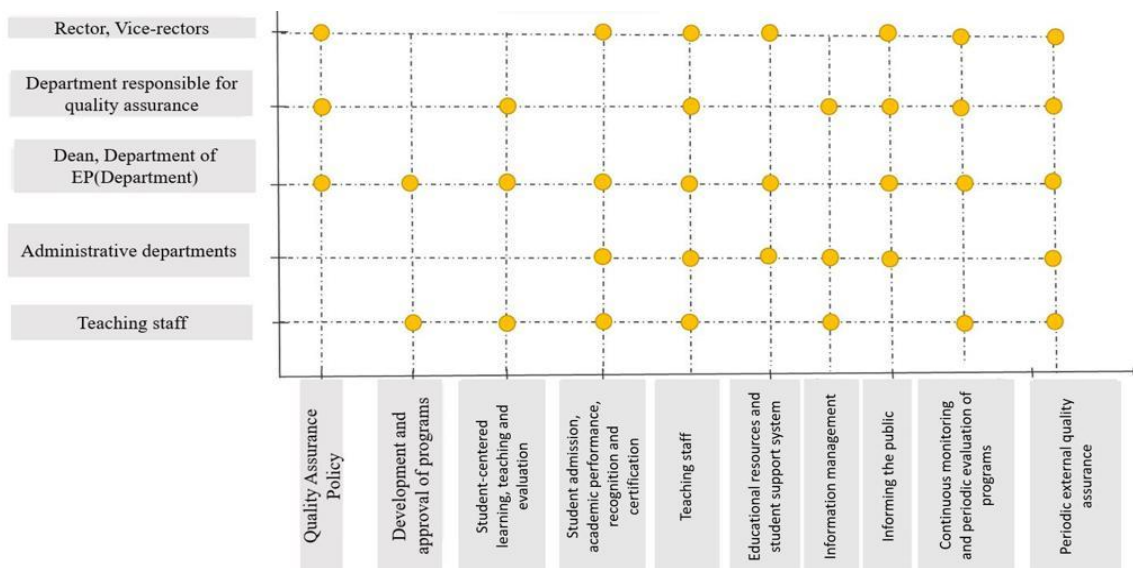 Rector, Vice-rectors
Department responsible for
quality assurance
Dean, Department of
EP(Department)
Administrative departments
Teaching staff
Quality Assurance
Policy
Development and
approval of programs
Student-centered
learning, teaching and
evaluation
Student admission,
academic performance,
recognition and
certification
Teaching staff
Educational resources and
student support system
Information management
Informing the public
Continuous monitoring
and periodic evaluation of
programs
Periodic external quality
assurance